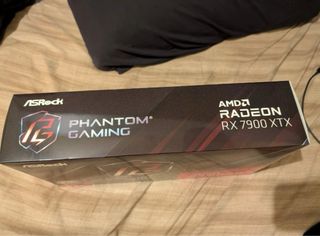 ASRock
PHANTOM
GAMING
AMD
RADEON
RX 7900 XTX